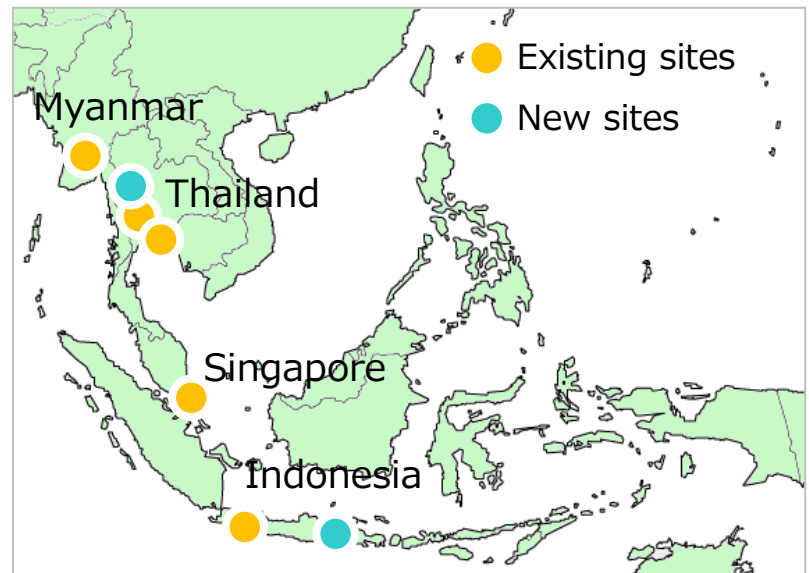 Existing sites
New sites
Myanmar
Thailand
Singapore
Indonesia